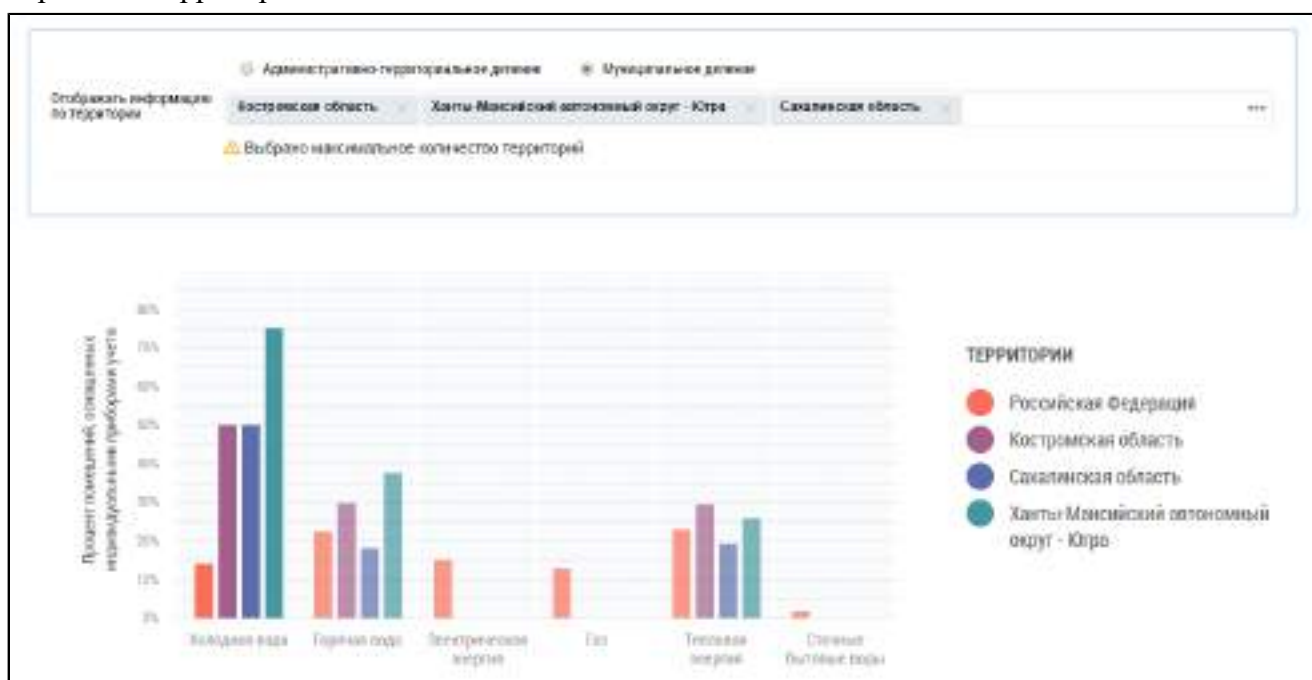 Административно-территориальное деление Муниципальное деление
Отображать информацию
по территории
Костромская область Ханты-Мансийский автономный округ - Югра Сахалинская область
Выбрано максимальное количество территорий
Процент помещений, оснащенных
индивидуальными приборами учета
80%
70%
60%
50%
40%
30%
20%
10%
0%
Холодная вода Горячая вода Электрическая
энергия
Газ Тепловая
энергия
Сточные
бытовые воды
ТЕРРИТОРИИ
Российская Федерация
Костромская область
Сахалинская область
Ханты-Мансийский автономный
округ - Югра